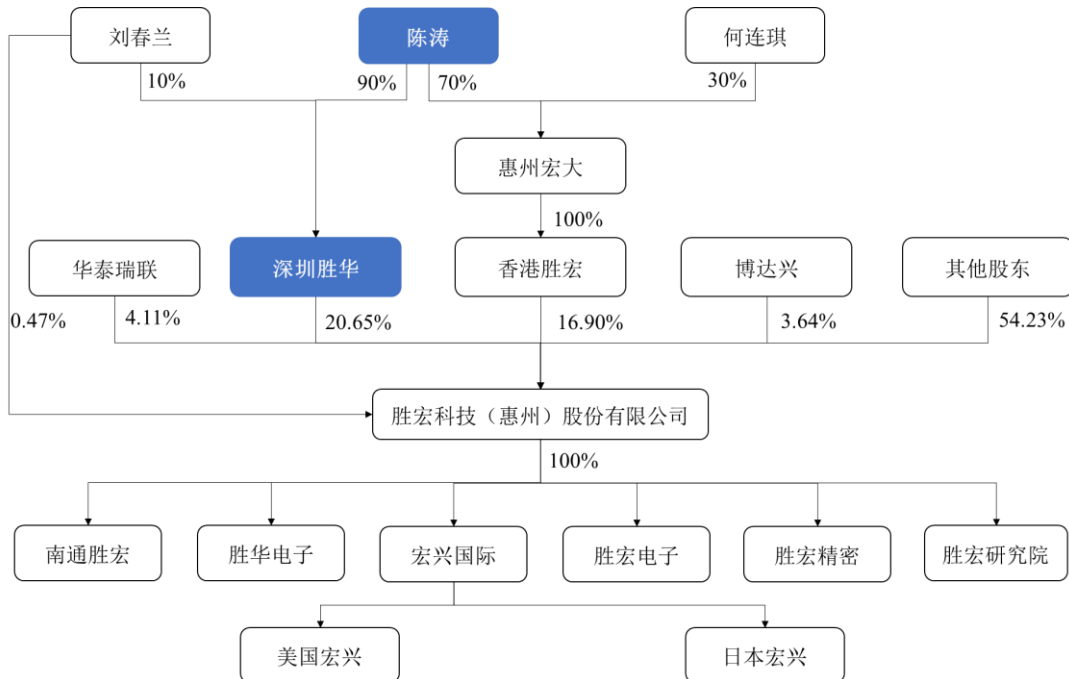 刘春兰
陈涛
何连琪
10%
90%
70%
30%
惠州宏大
100%
华泰瑞联
深圳胜华
香港胜宏
博达兴
其他股东
0.47%
4.11%
20.65%
16.90%
3.64%
54.23%
胜宏科技（惠州）股份有限公司
100%
南通胜宏
胜华电子
宏兴国际
胜宏电子
胜宏精密
胜宏研究院
美国宏兴
日本宏兴